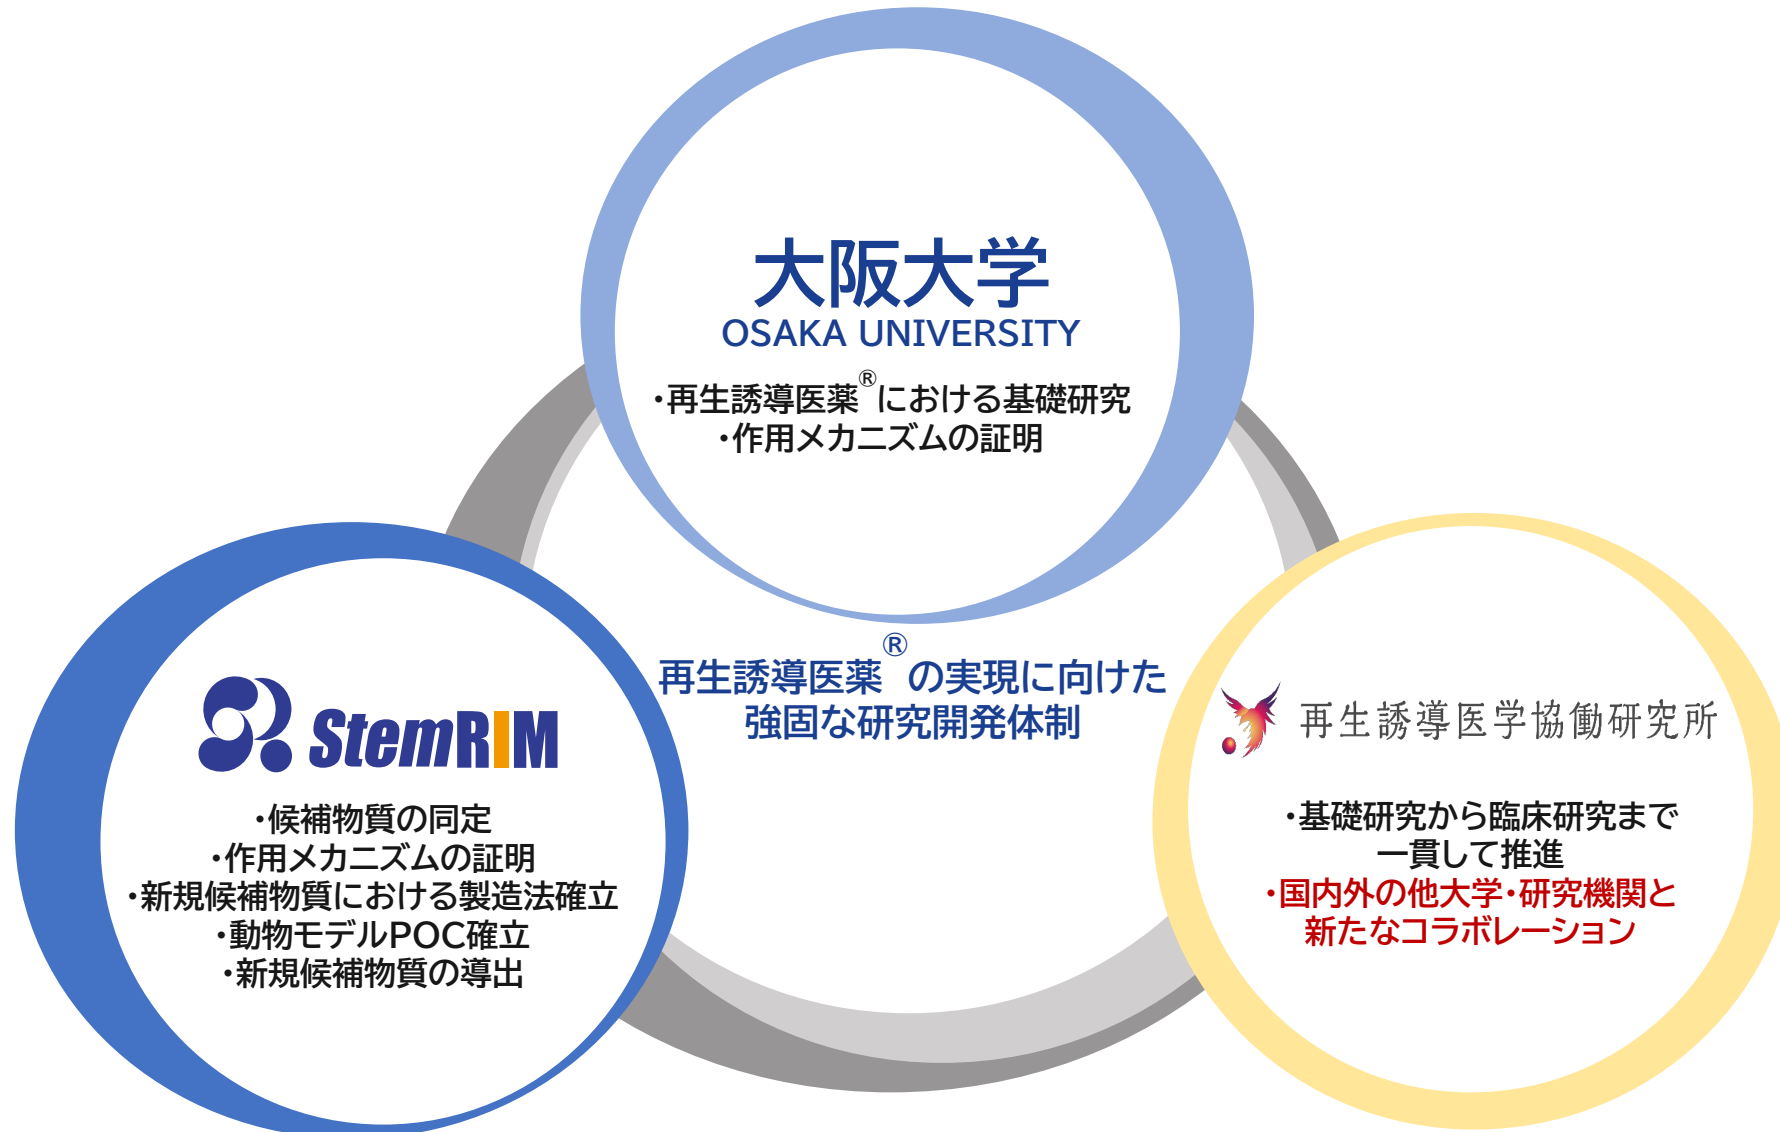 大阪大学
OSAKA UNIVERSITY
・再生誘導医薬®における基礎研究
・作用メカニズムの証明
再生誘導医薬®の実現に向けた
強固な研究開発体制
StemRIM
・候補物質の同定
・作用メカニズムの証明
・新規候補物質における製造法確立
・動物モデルPOC確立
・新規候補物質の導出
再生誘導医学協働研究所
・基礎研究から臨床研究まで
一貫して推進
・国内外の他大学・研究機関と
新たなコラボレーション